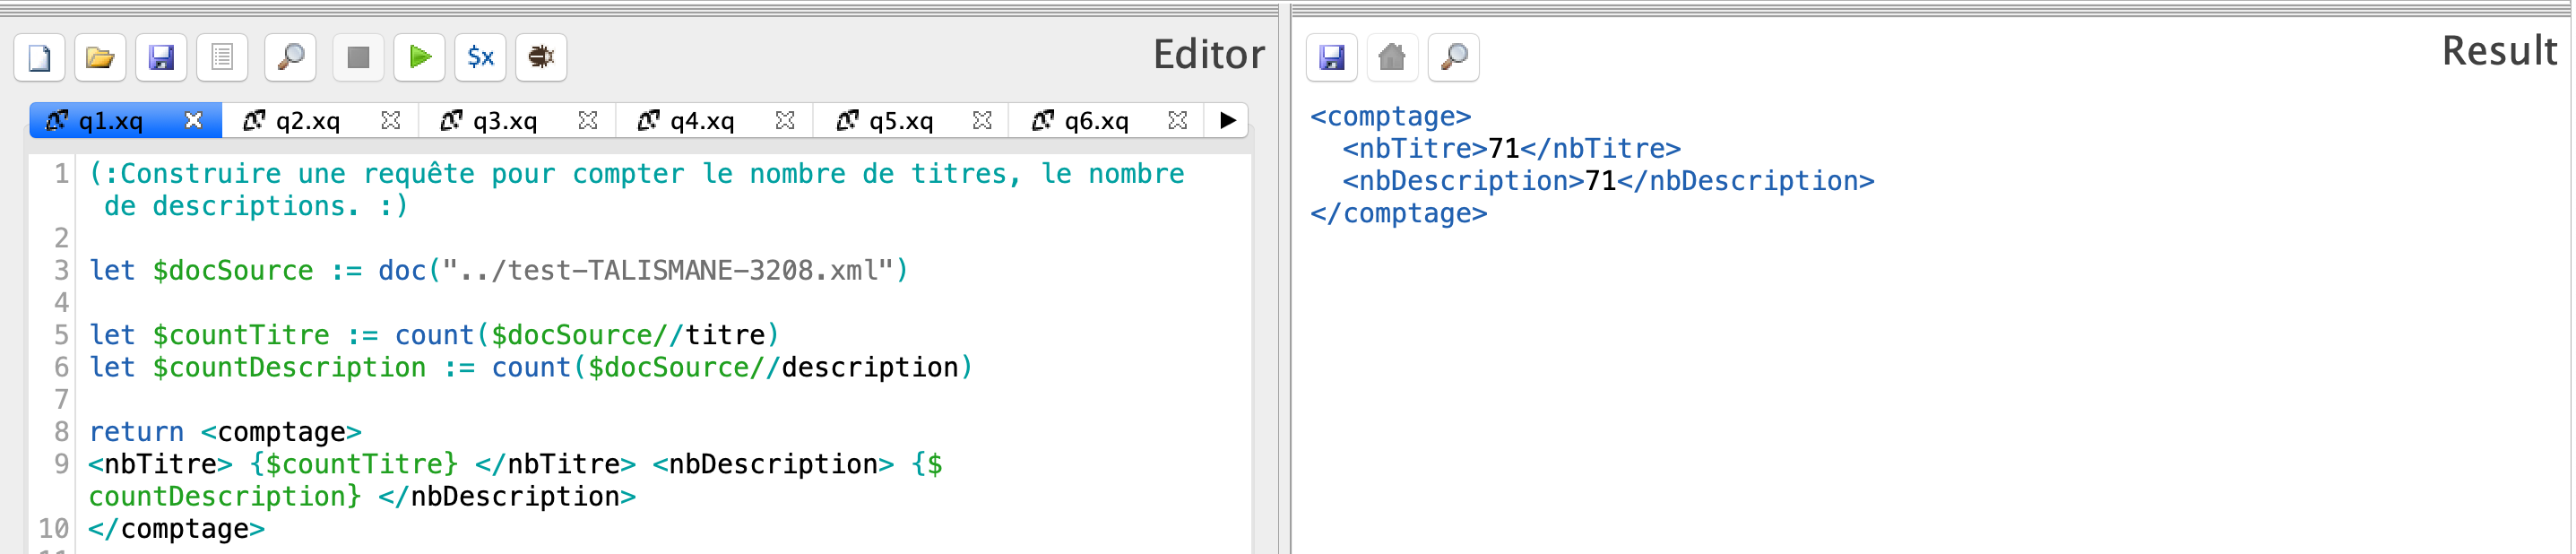 Editor
q1.xq
q2.xq
q3.xq
q4.xq
q5.xq
q6.xq
1 (:Construire une requête pour compter le nombre de titres, le nombre
de descriptions. :)
2
3 let $docSource := doc("../test-TALISMANE-3208.xml")
4
5 let $countTitre := count($docSource//titre)
6 let $countDescription := count($docSource//description)
7
8 return <comptage>
9 <nbTitre> {$countTitre} </nbTitre> <nbDescription> {$
countDescription} </nbDescription>
10 </comptage>
Result
<comptage>
<nbTitre>71</nbTitre>
<nbDescription>71</nbDescription>
</comptage>